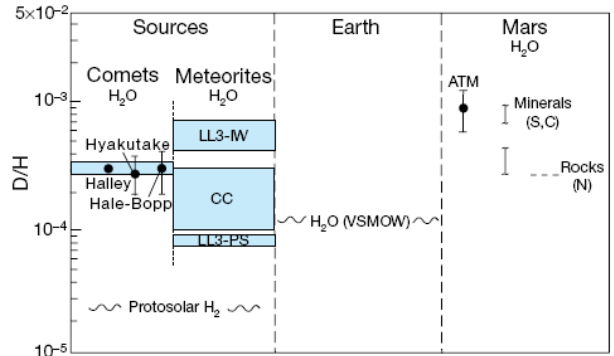 5×10⁻²
10⁻³
10⁻⁴
10⁻⁵
D/H
Sources
Comets
H₂O
Meteorites
H₂O
Hyakutake
Halley
Hale-Bopp
LL3-IW
CC
LL3-PS
Protosolar H₂
Earth
H₂O (VSMOW)
Mars
H₂O
ATM
Minerals
(S,C)
Rocks
(N)